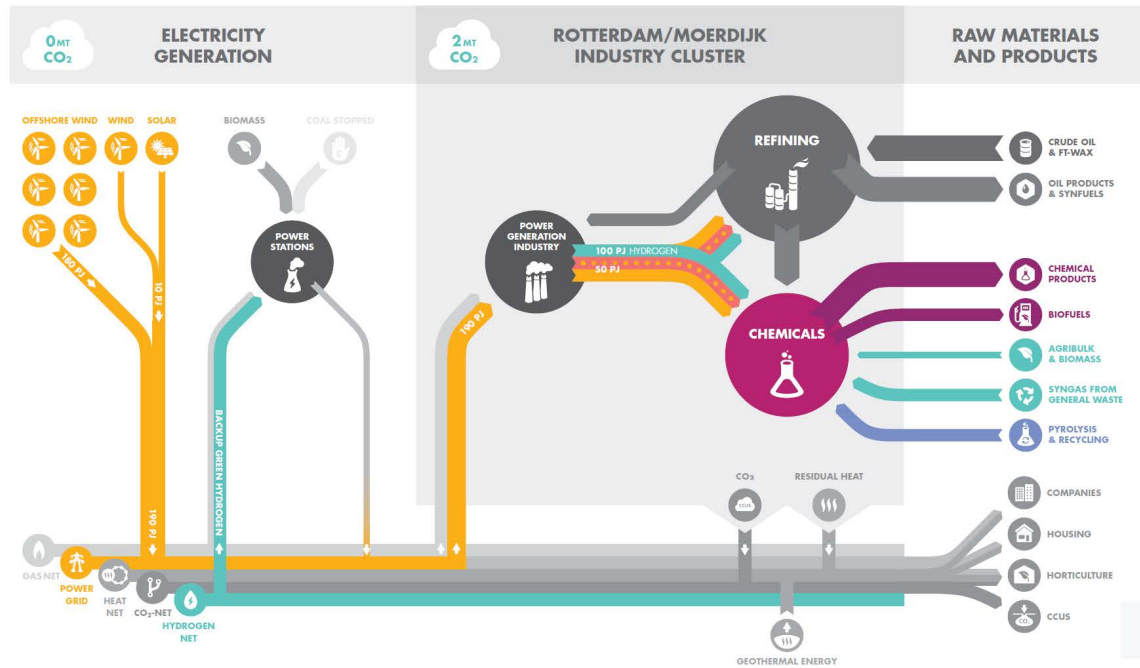 0 MT
CO₂
ELECTRICITY
GENERATION
2 MT
CO₂
ROTTERDAM/MOERDIJK
INDUSTRY CLUSTER
RAW MATERIALS
AND PRODUCTS
OFFSHORE WIND
WIND
SOLAR
BIOMASS
COAL STOPPED
REFINING
CRUDE OIL
& FT-WAX
OIL PRODUCTS
& SYNFUELS
POWER
STATIONS
POWER
GENERATION
INDUSTRY
100 PJ HYDROGEN
50 PJ
180 PJ
10 PJ
190 PJ
CHEMICALS
CHEMICAL
PRODUCTS
BIOFUELS
AGRIBULK
& BIOMASS
SYNGAS FROM
GENERAL WASTE
PYROLYSIS
& RECYCLING
BACKUP GREEN HYDROGEN
190 PJ
CO₂
CCUS
RESIDUAL HEAT
COMPANIES
HOUSING
HORTICULTURE
CO₂
CCUS
GAS NET
POWER
GRID
HEAT
NET
CO₂-NET
HYDROGEN
NET
GEOTHERMAL ENERGY